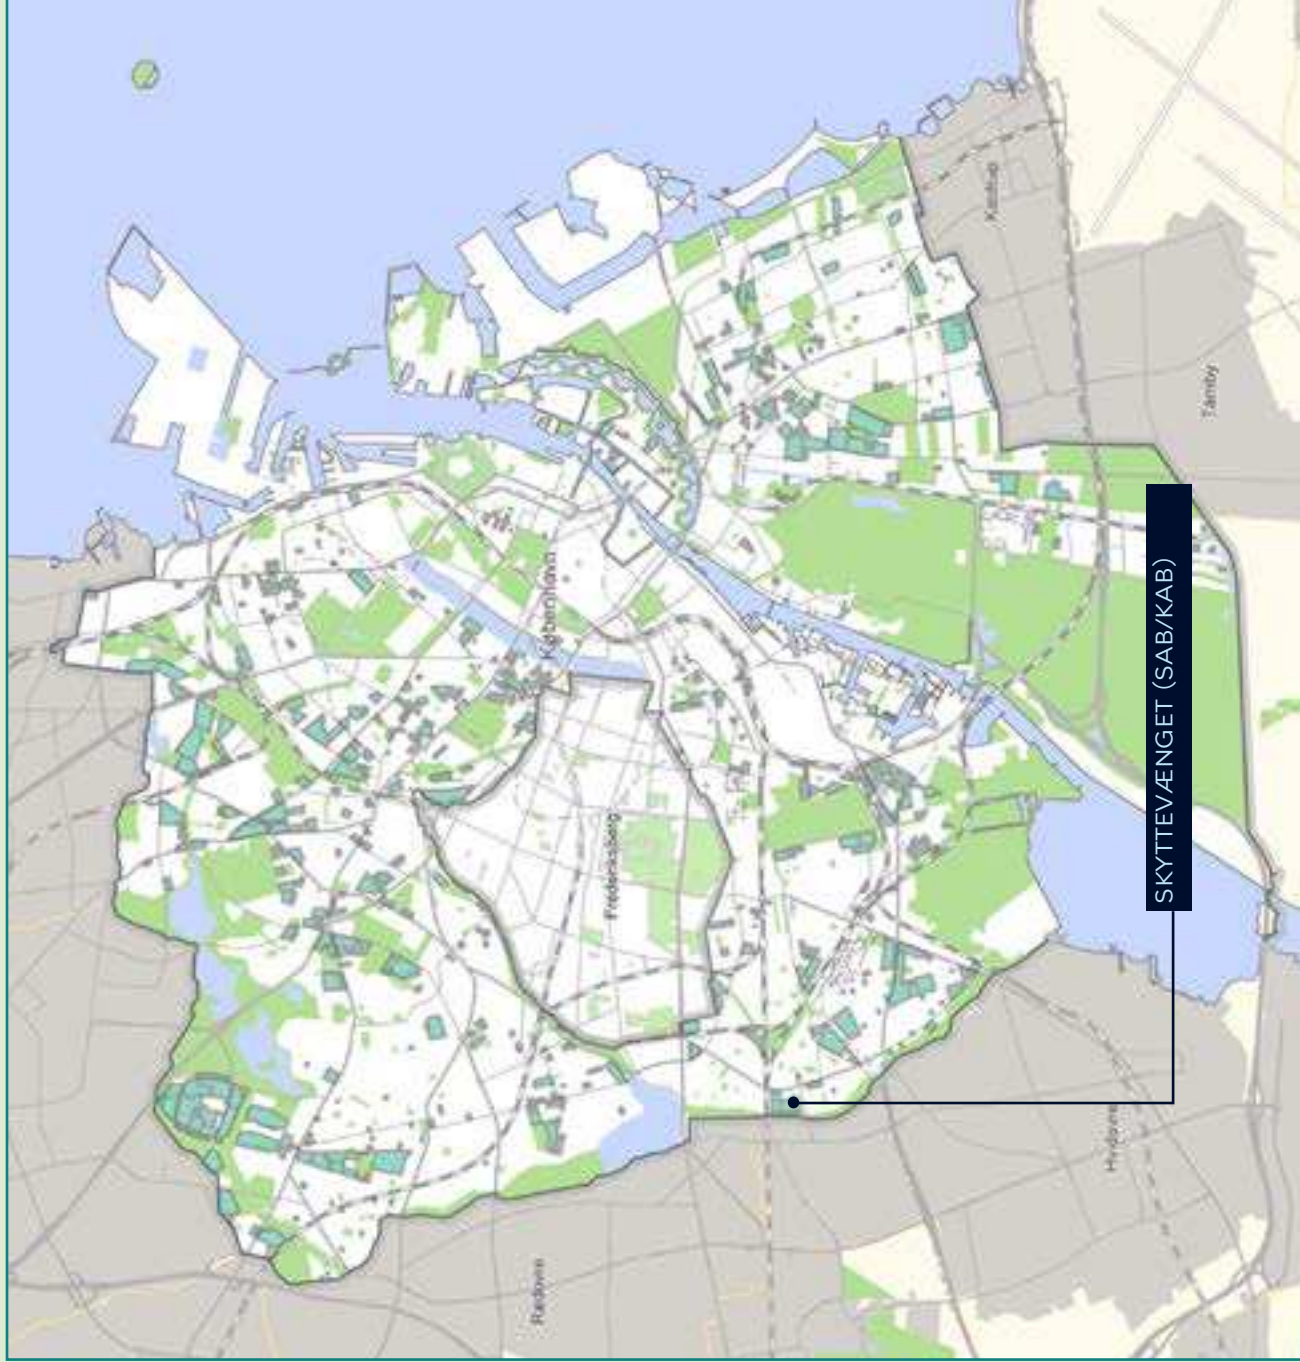 København
Frederiksberg
Kastrup
Tårnby
SKYTTEVÆNGET (SAB/KAB)
Hvidovre
Rødovre